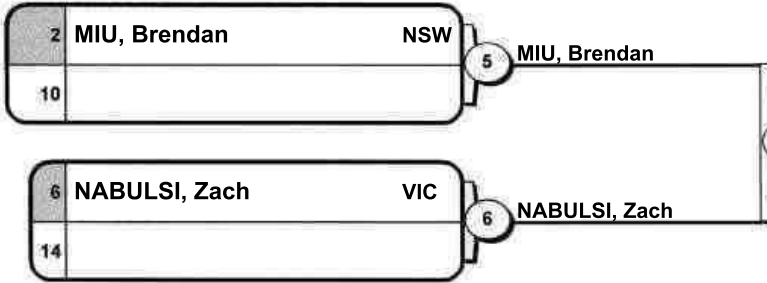 2 MIU, Brendan NSW
5 MIU, Brendan
10
6 NABULSI, Zach VIC
6 NABULSI, Zach
14